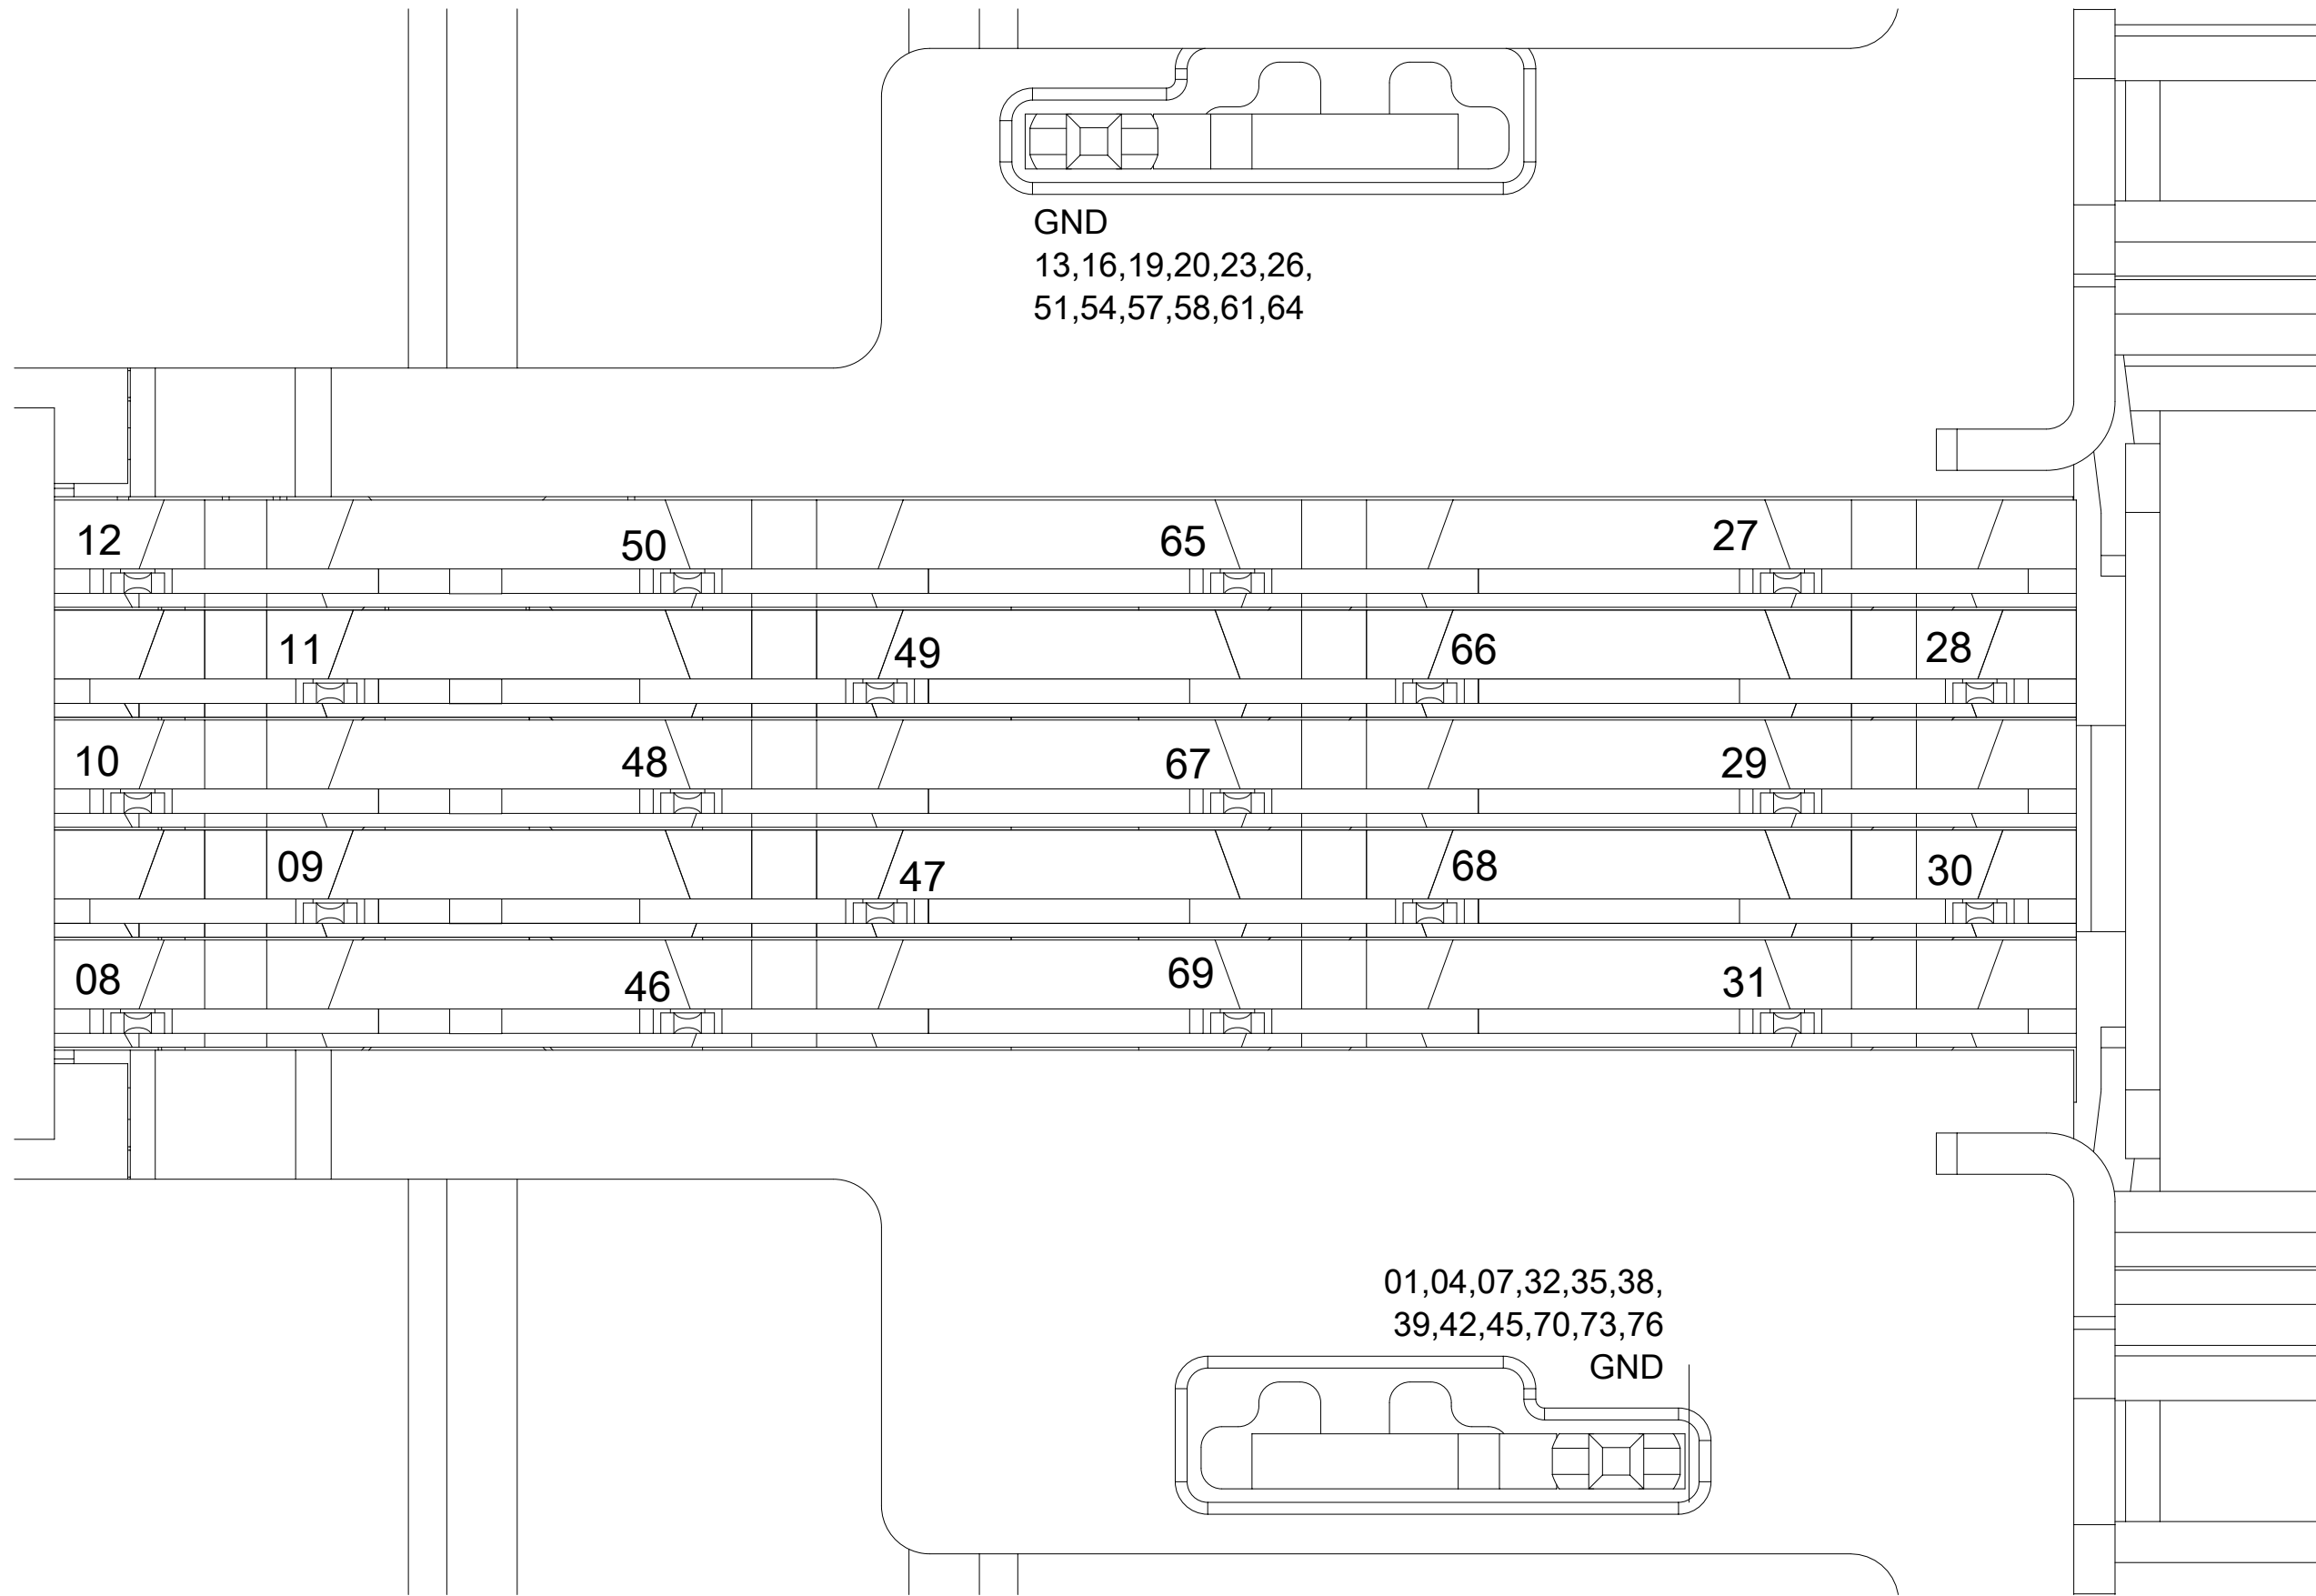 GND
13,16,19,20,23,26,
51,54,57,58,61,64
12 50 65 27
11 49 66 28
10 48 67 29
09 47 68 30
08 46 69 31
01,04,07,32,35,38,
39,42,45,70,73,76
GND